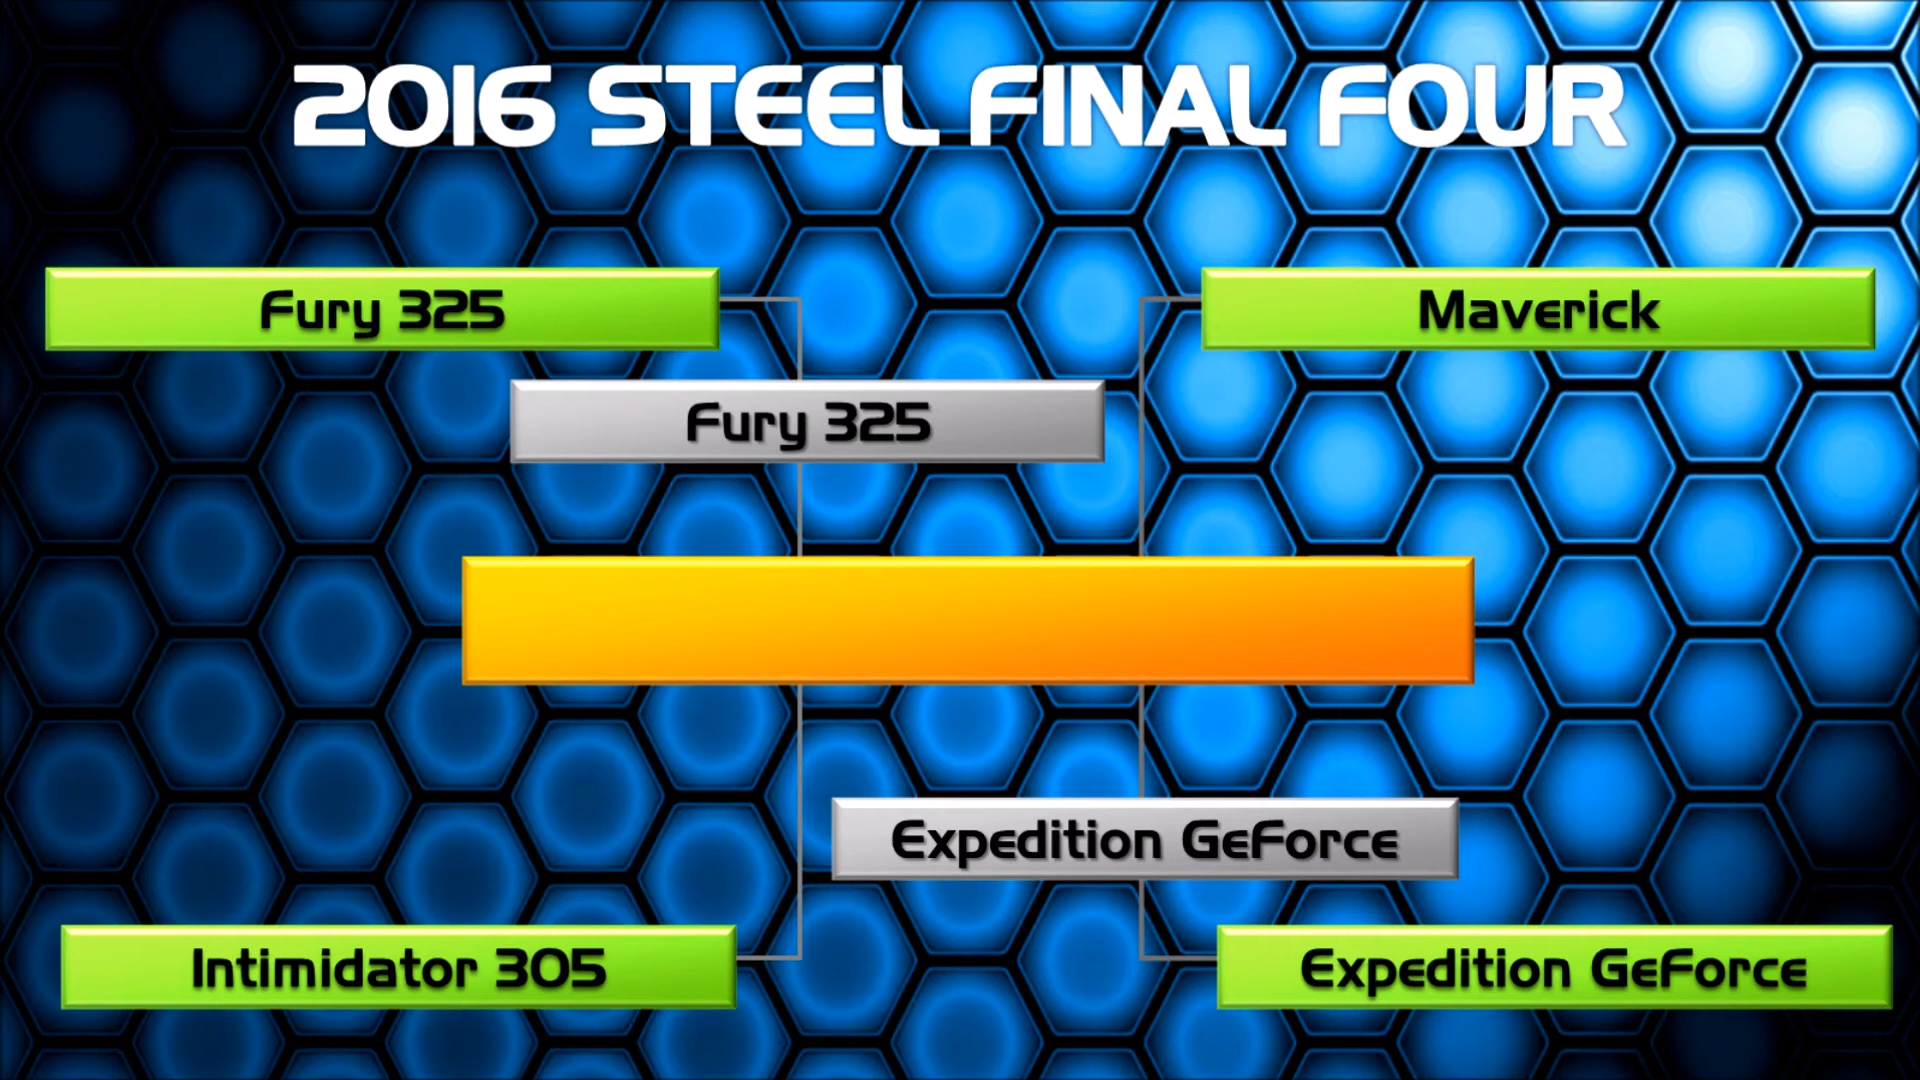 2016 STEEL FINAL FOUR
Fury 325
Maverick
Fury 325
Expedition GeForce
Intimidator 305
Expedition GeForce